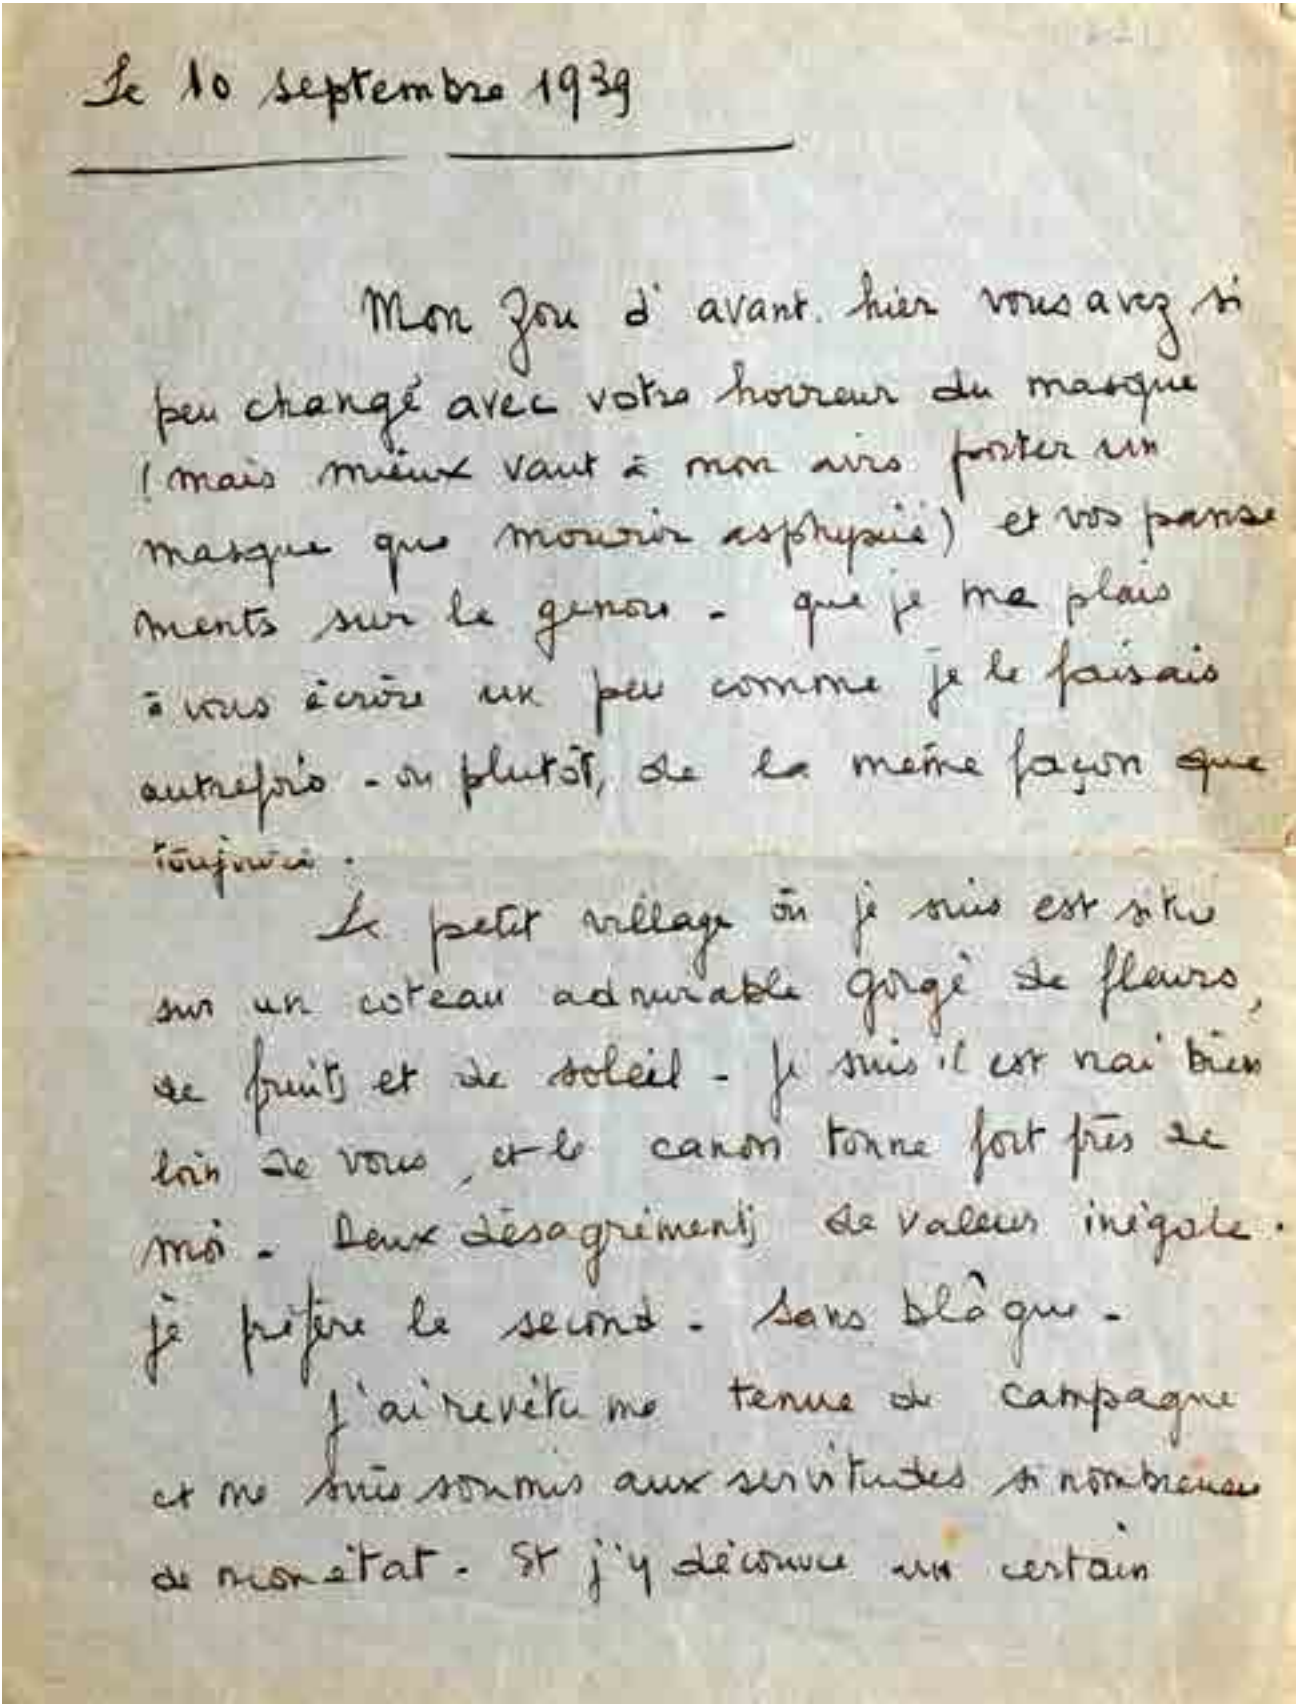 Le 10 septembre 1939
Mon Zou d'avant. hier vous avez si
peu changé avec votre horreur du masque
(mais mieux vaut à mon avis porter un
masque que mourir asphyxié) et vos panse
ments sur le genou - que je me plais
à vous écrire un peu comme je le faisais
autrefois - ou plutôt, de la même façon que
toujours.
Le petit village où je suis est situé
sur un coteau admirable gorgé de fleurs,
de fruits et de soleil - Je suis il est vrai bien
loin de vous, et le canon tonne fort près de
moi - Deux désagréments de valeur inégale.
je préfère le second - Sans blâgue -
J'ai revêtu ma tenue de campagne
et me suis soumis aux servitudes si nombreuses
de mon état - Et j'y découvre un certain